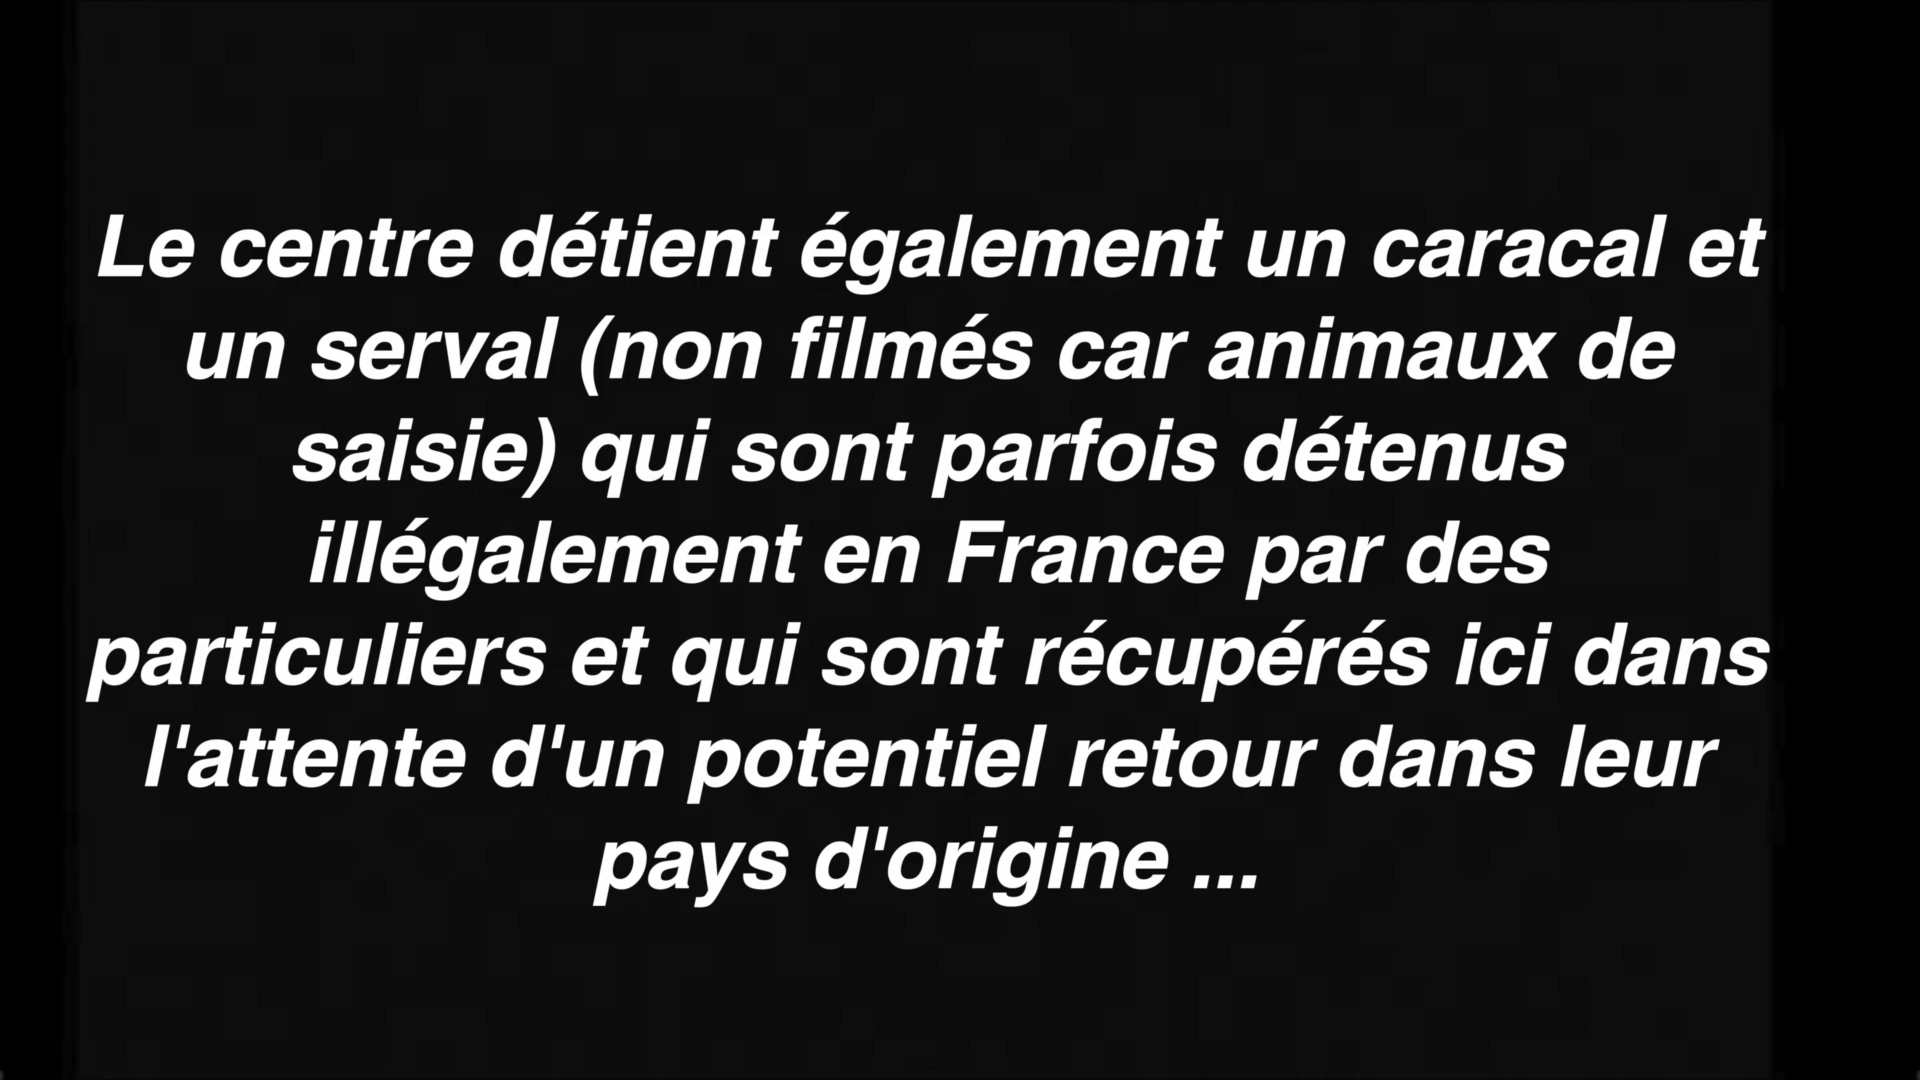 Le centre détient également un caracal et
un serval (non filmés car animaux de
saisie) qui sont parfois détenus
illégalement en France par des
particuliers et qui sont récupérés ici dans
l'attente d'un potentiel retour dans leur
pays d'origine ...